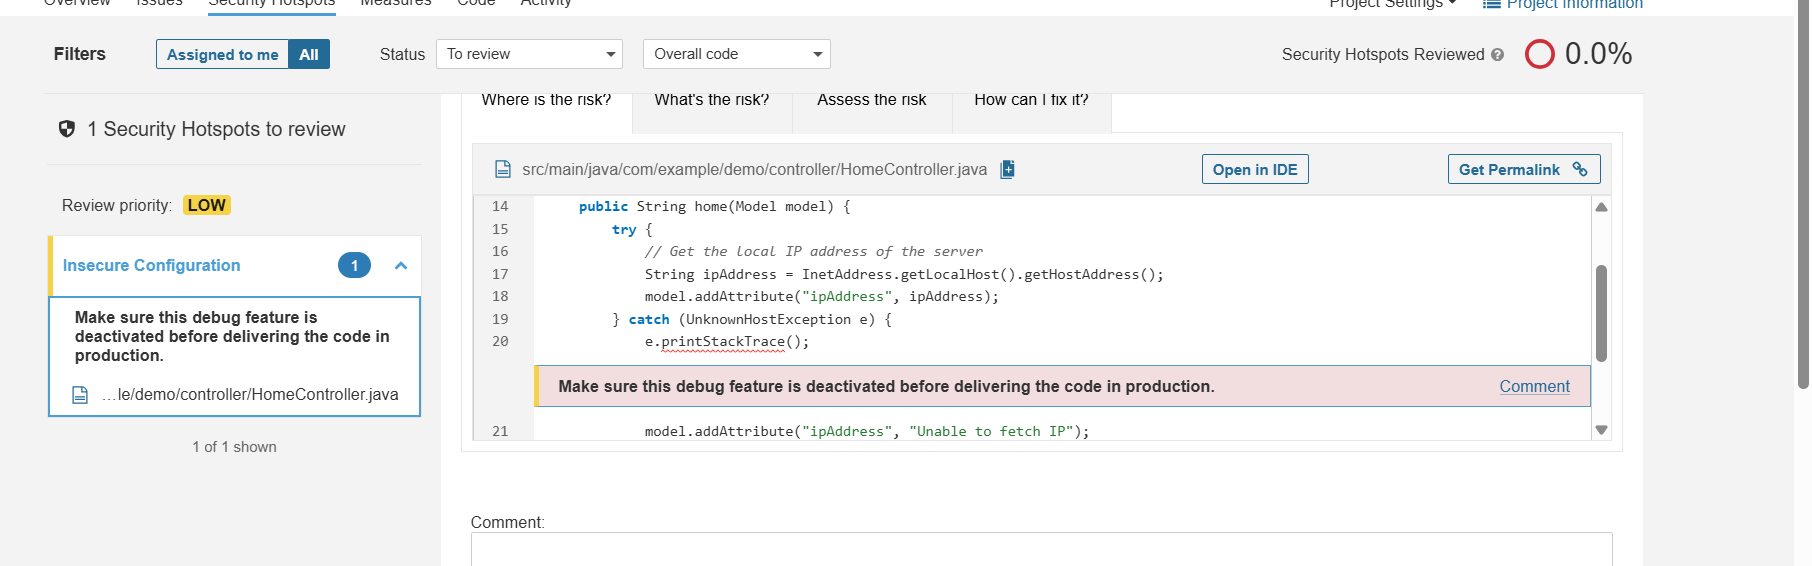 Overview Issues Security Hotspots Measures Code Activity Project Settings Project Information
Filters Assigned to me All Status To review Overall code Security Hotspots Reviewed ? 0.0%
Where is the risk? What's the risk? Assess the risk How can I fix it?
1 Security Hotspots to review
src/main/java/com/example/demo/controller/HomeController.java Open in IDE Get Permalink
Review priority: LOW
Insecure Configuration 1
Make sure this debug feature is
deactivated before delivering the code in
production.
…le/demo/controller/HomeController.java
1 of 1 shown
14 public String home(Model model) {
15 try {
16 // Get the local IP address of the server
17 String ipAddress = InetAddress.getLocalHost().getHostAddress();
18 model.addAttribute("ipAddress", ipAddress);
19 } catch (UnknownHostException e) {
20 e.printStackTrace();
Make sure this debug feature is deactivated before delivering the code in production. Comment
21 model.addAttribute("ipAddress", "Unable to fetch IP");
Comment: